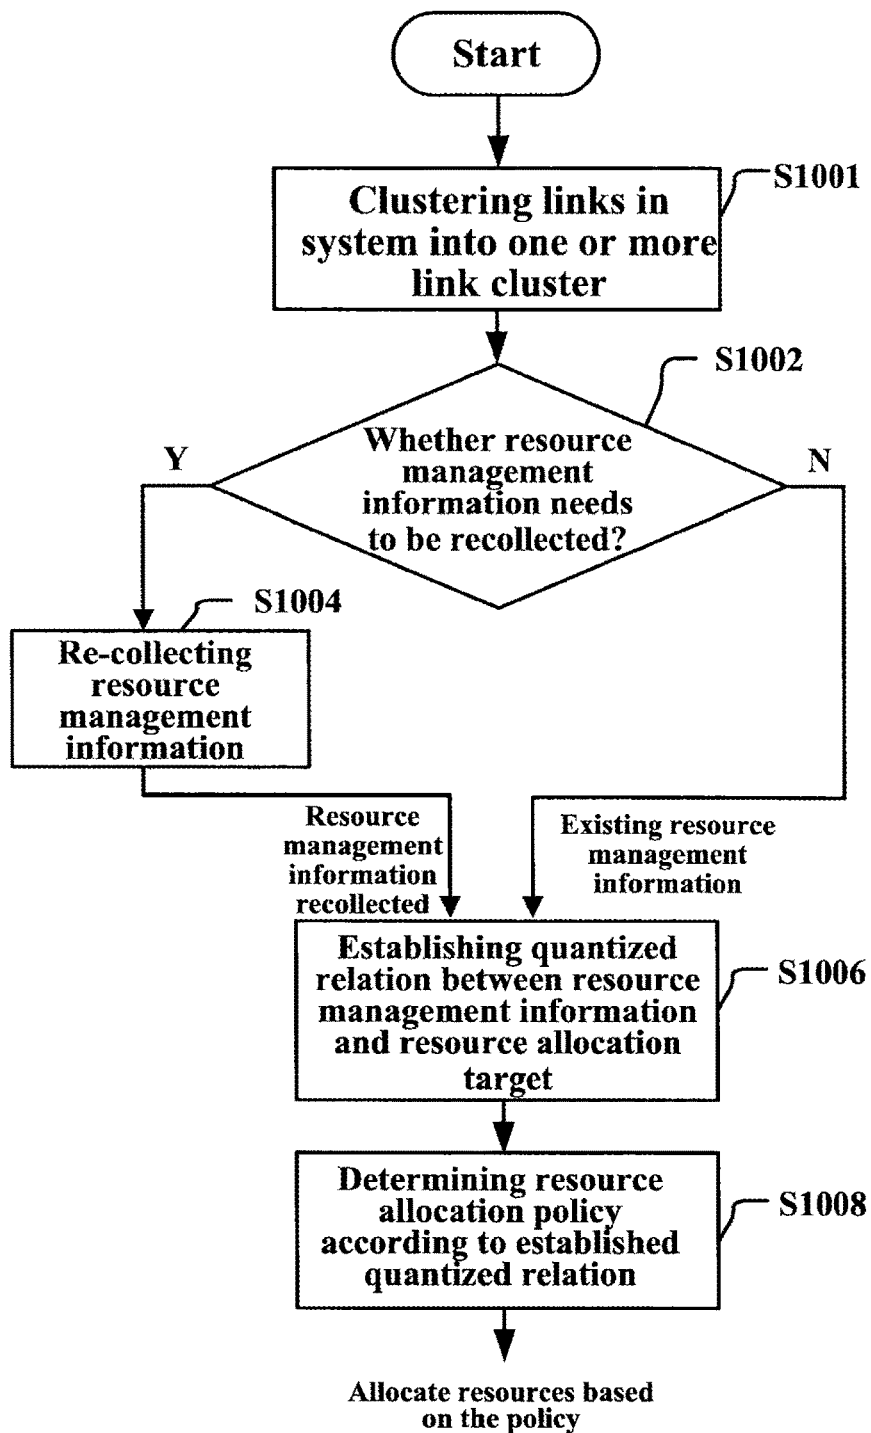 Start
S1001
Clustering links in
system into one or more
link cluster
S1002
Whether resource
management
information needs
to be recollected?
Y
N
S1004
Re-collecting
resource
management
information
Resource
management
information
recollected
Existing resource
management
information
Establishing quantized
relation between resource
management information
and resource allocation
target
S1006
Determining resource
allocation policy
according to established
quantized relation
S1008
Allocate resources based
on the policy